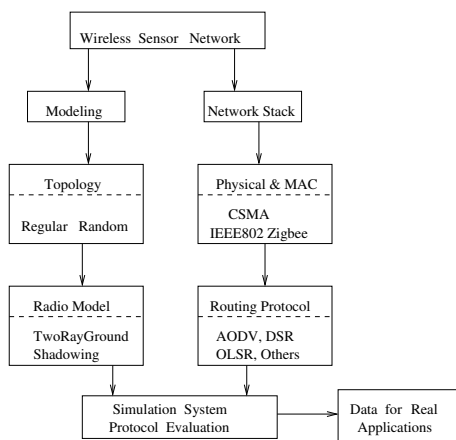 Wireless Sensor Network
Modeling
Network Stack
Topology
Regular Random
Physical & MAC
CSMA
IEEE802 Zigbee
Radio Model
TwoRayGround
Shadowing
Routing Protocol
AODV, DSR
OLSR, Others
Simulation System
Protocol Evaluation
Data for Real
Applications